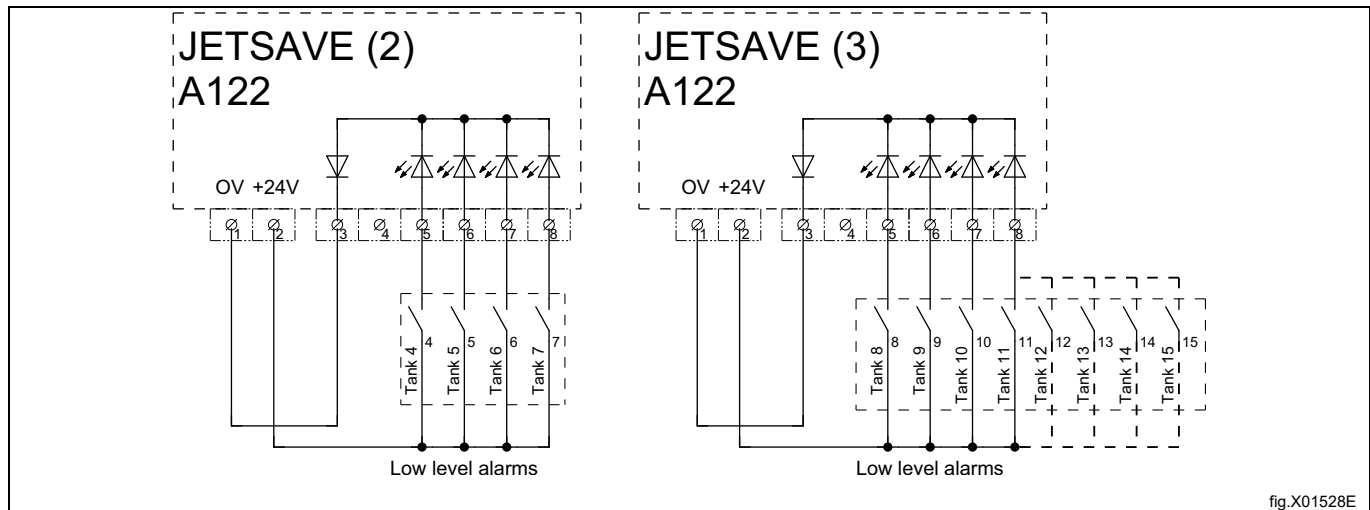 JETSAVE (2)
A122
OV +24V
1 2 3 4 5 6 7 8
Tank 4 4 Tank 5 5 Tank 6 6 Tank 7 7
Low level alarms
JETSAVE (3)
A122
OV +24V
1 2 3 4 5 6 7 8
Tank 8 8 Tank 9 9 Tank 10 10 Tank 11 11 Tank 12 12 Tank 13 13 Tank 14 14 Tank 15 15
Low level alarms
fig.X01528E